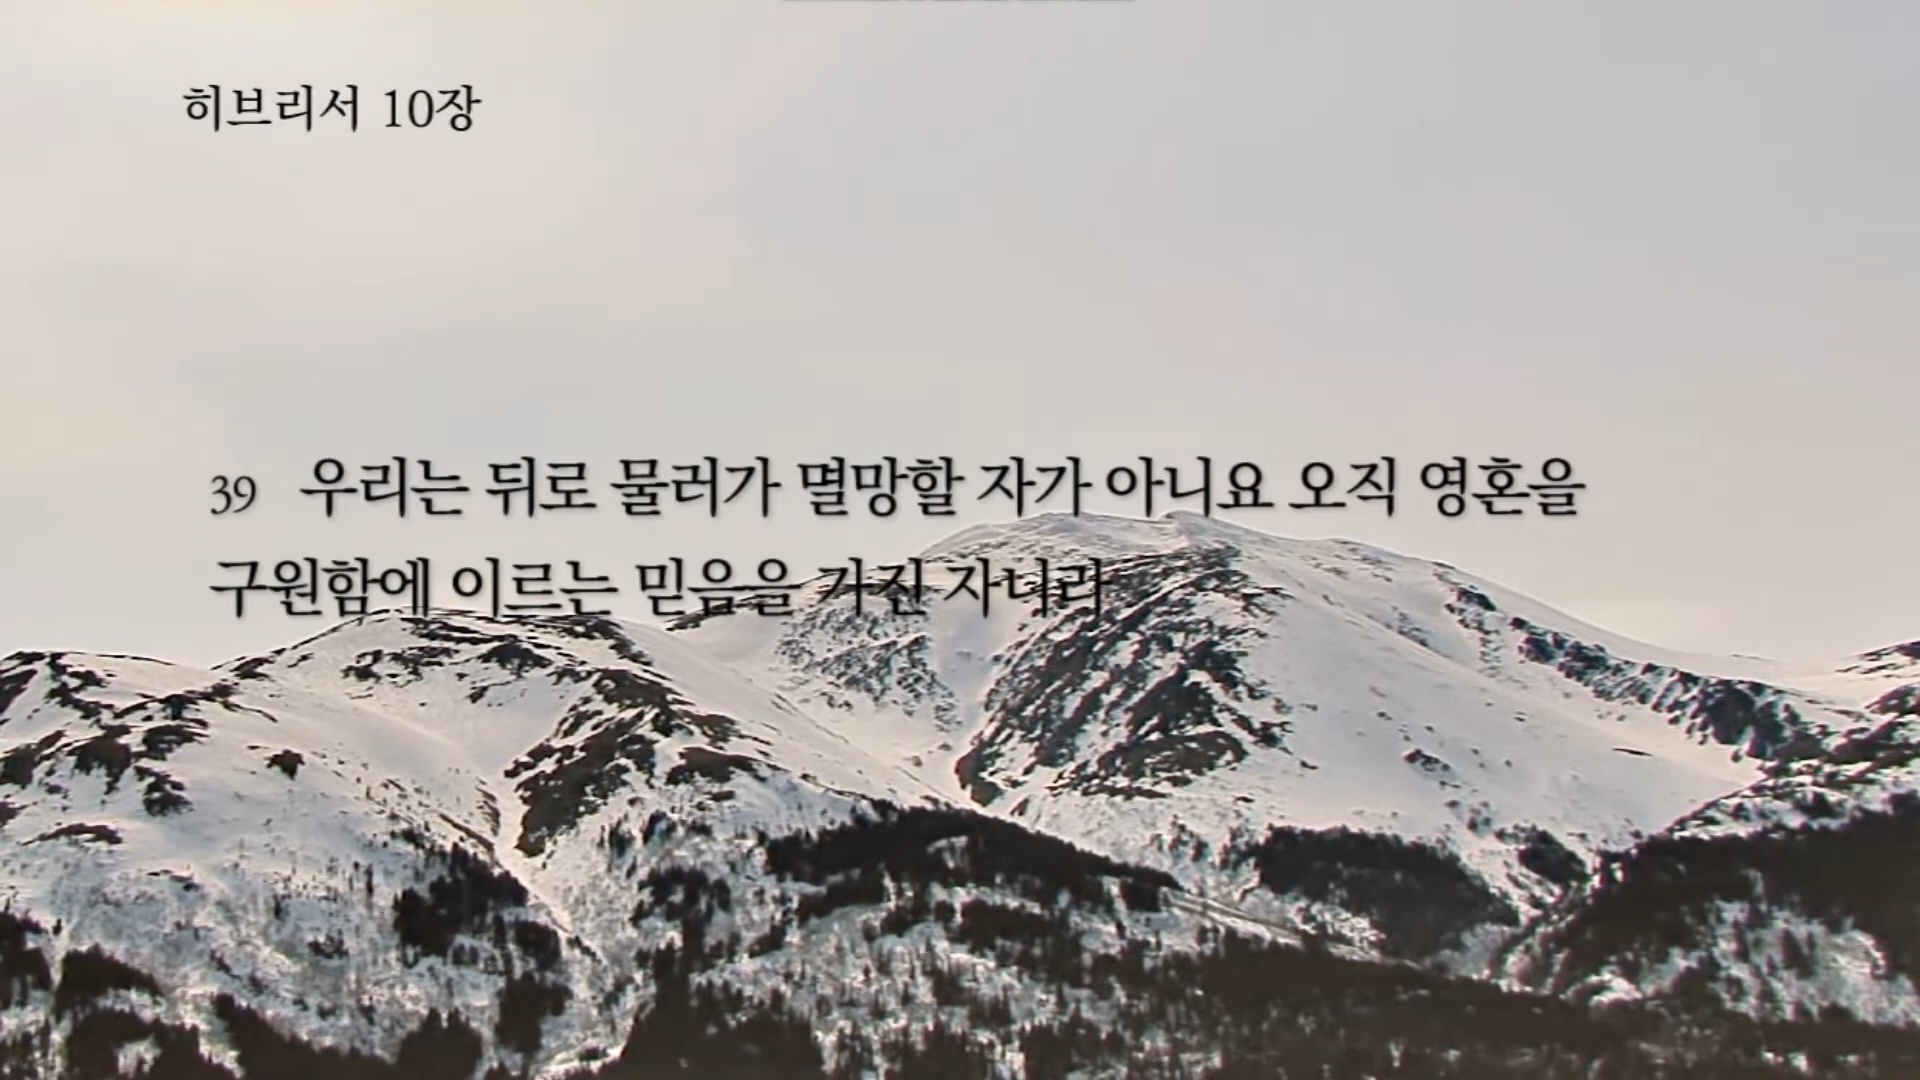 히브리서 10장
39 우리는 뒤로 물러가 멸망할 자가 아니요 오직 영혼을
구원함에 이르는 믿음을 가진 자니라